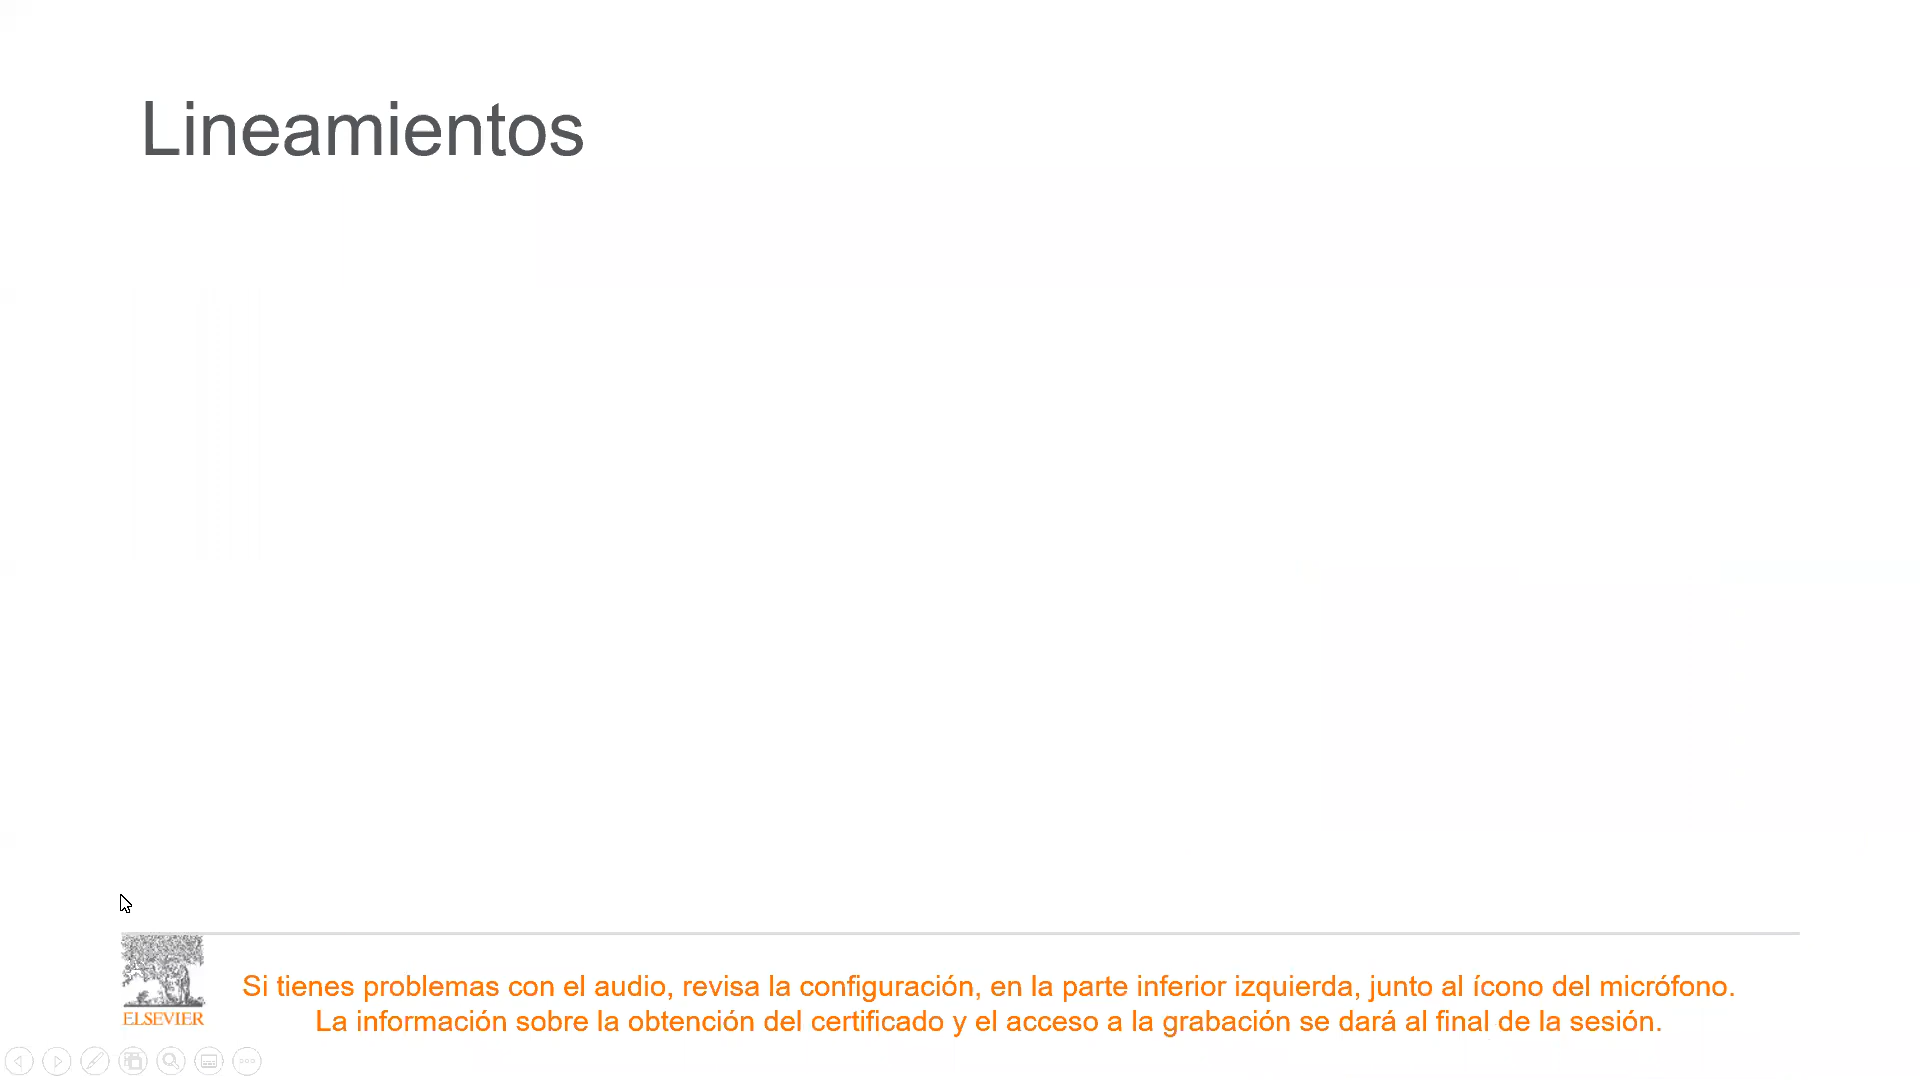 Lineamientos
Si tienes problemas con el audio, revisa la configuración, en la parte inferior izquierda, junto al ícono del micrófono.
La información sobre la obtención del certificado y el acceso a la grabación se dará al final de la sesión.
ELSEVIER